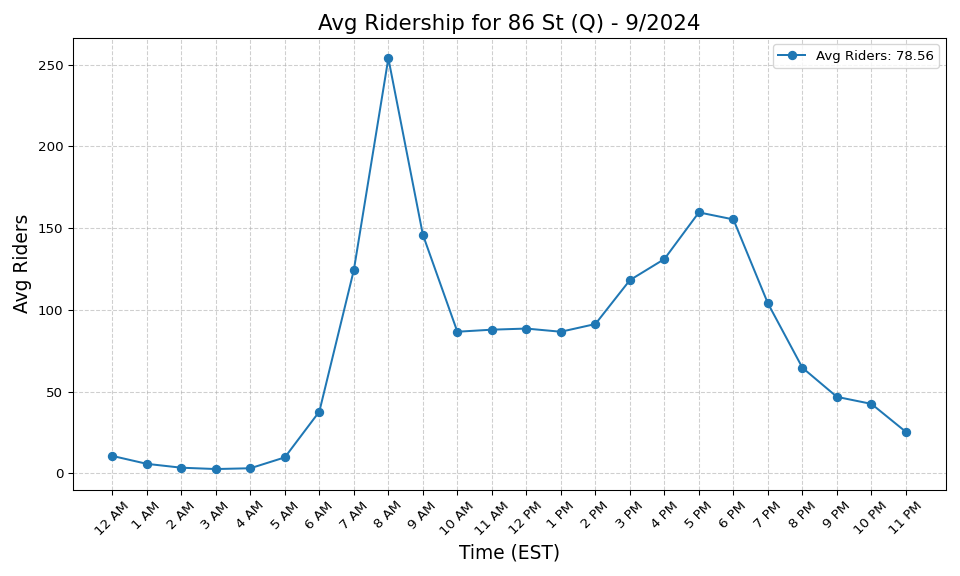 Avg Ridership for 86 St (Q) - 9/2024
Avg Riders: 78.56
Avg Riders
250
200
150
100
50
0
12 AM
1 AM
2 AM
3 AM
4 AM
5 AM
6 AM
7 AM
8 AM
9 AM
10 AM
11 AM
12 PM
1 PM
2 PM
3 PM
4 PM
5 PM
6 PM
7 PM
8 PM
9 PM
10 PM
11 PM
Time (EST)